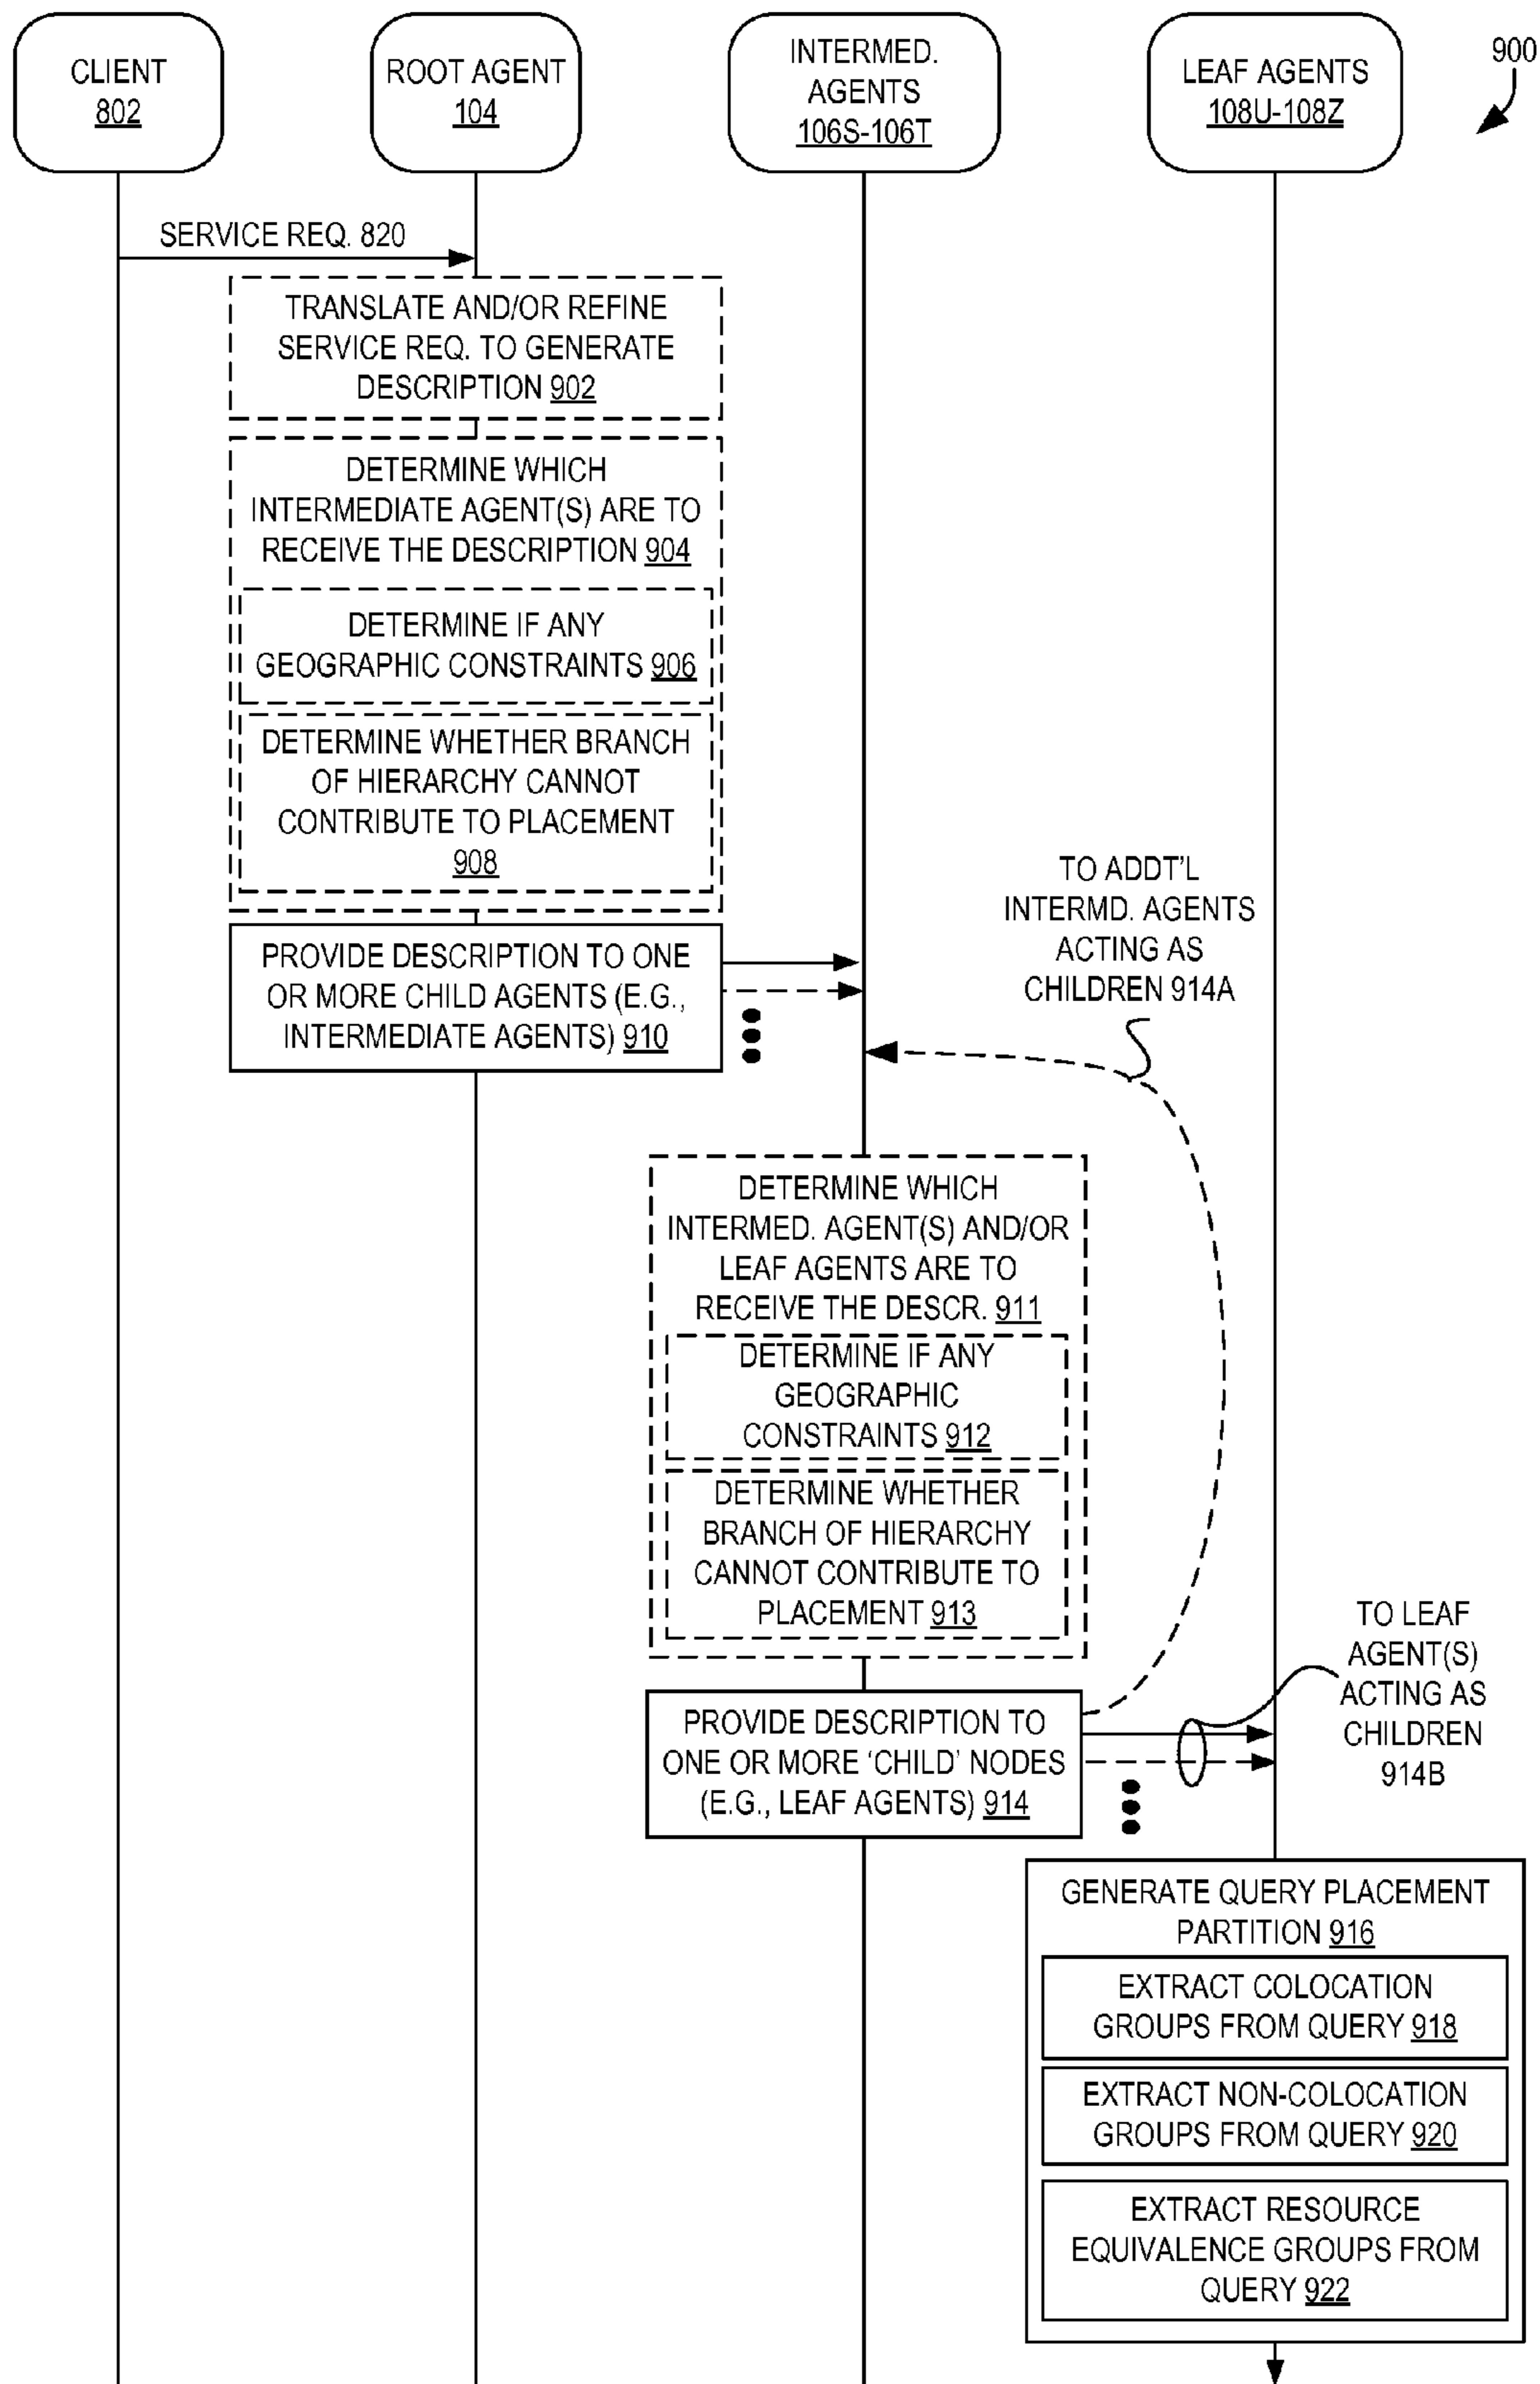 CLIENT
802
ROOT AGENT
104
INTERMED.
AGENTS
106S-106T
LEAF AGENTS
108U-108Z
900
SERVICE REQ. 820
TRANSLATE AND/OR REFINE
SERVICE REQ. TO GENERATE
DESCRIPTION 902
DETERMINE WHICH
INTERMEDIATE AGENT(S) ARE TO
RECEIVE THE DESCRIPTION 904
DETERMINE IF ANY
GEOGRAPHIC CONSTRAINTS 906
DETERMINE WHETHER BRANCH
OF HIERARCHY CANNOT
CONTRIBUTE TO PLACEMENT
908
PROVIDE DESCRIPTION TO ONE
OR MORE CHILD AGENTS (E.G.,
INTERMEDIATE AGENTS) 910
TO ADDT'L
INTERMD. AGENTS
ACTING AS
CHILDREN 914A
DETERMINE WHICH
INTERMED. AGENT(S) AND/OR
LEAF AGENTS ARE TO
RECEIVE THE DESCR. 911
DETERMINE IF ANY
GEOGRAPHIC
CONSTRAINTS 912
DETERMINE WHETHER
BRANCH OF HIERARCHY
CANNOT CONTRIBUTE TO
PLACEMENT 913
PROVIDE DESCRIPTION TO
ONE OR MORE 'CHILD' NODES
(E.G., LEAF AGENTS) 914
TO LEAF
AGENT(S)
ACTING AS
CHILDREN
914B
GENERATE QUERY PLACEMENT
PARTITION 916
EXTRACT COLOCATION
GROUPS FROM QUERY 918
EXTRACT NON-COLOCATION
GROUPS FROM QUERY 920
EXTRACT RESOURCE
EQUIVALENCE GROUPS FROM
QUERY 922